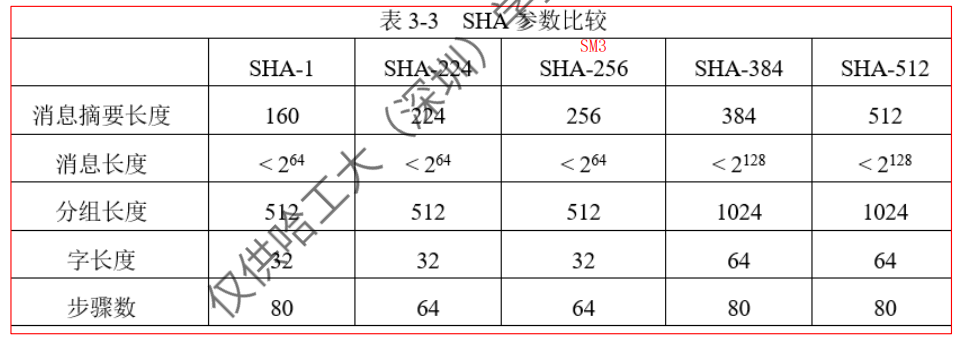 表 3-3 SHA 参数比较
SM3
SHA-1 SHA-224 SHA-256 SHA-384 SHA-512
消息摘要长度 160 224 256 384 512
消息长度 < 2^64 < 2^64 < 2^64 < 2^128 < 2^128
分组长度 512 512 512 1024 1024
字长度 32 32 32 64 64
步骤数 80 64 64 80 80
仅供哈工大（深圳）学